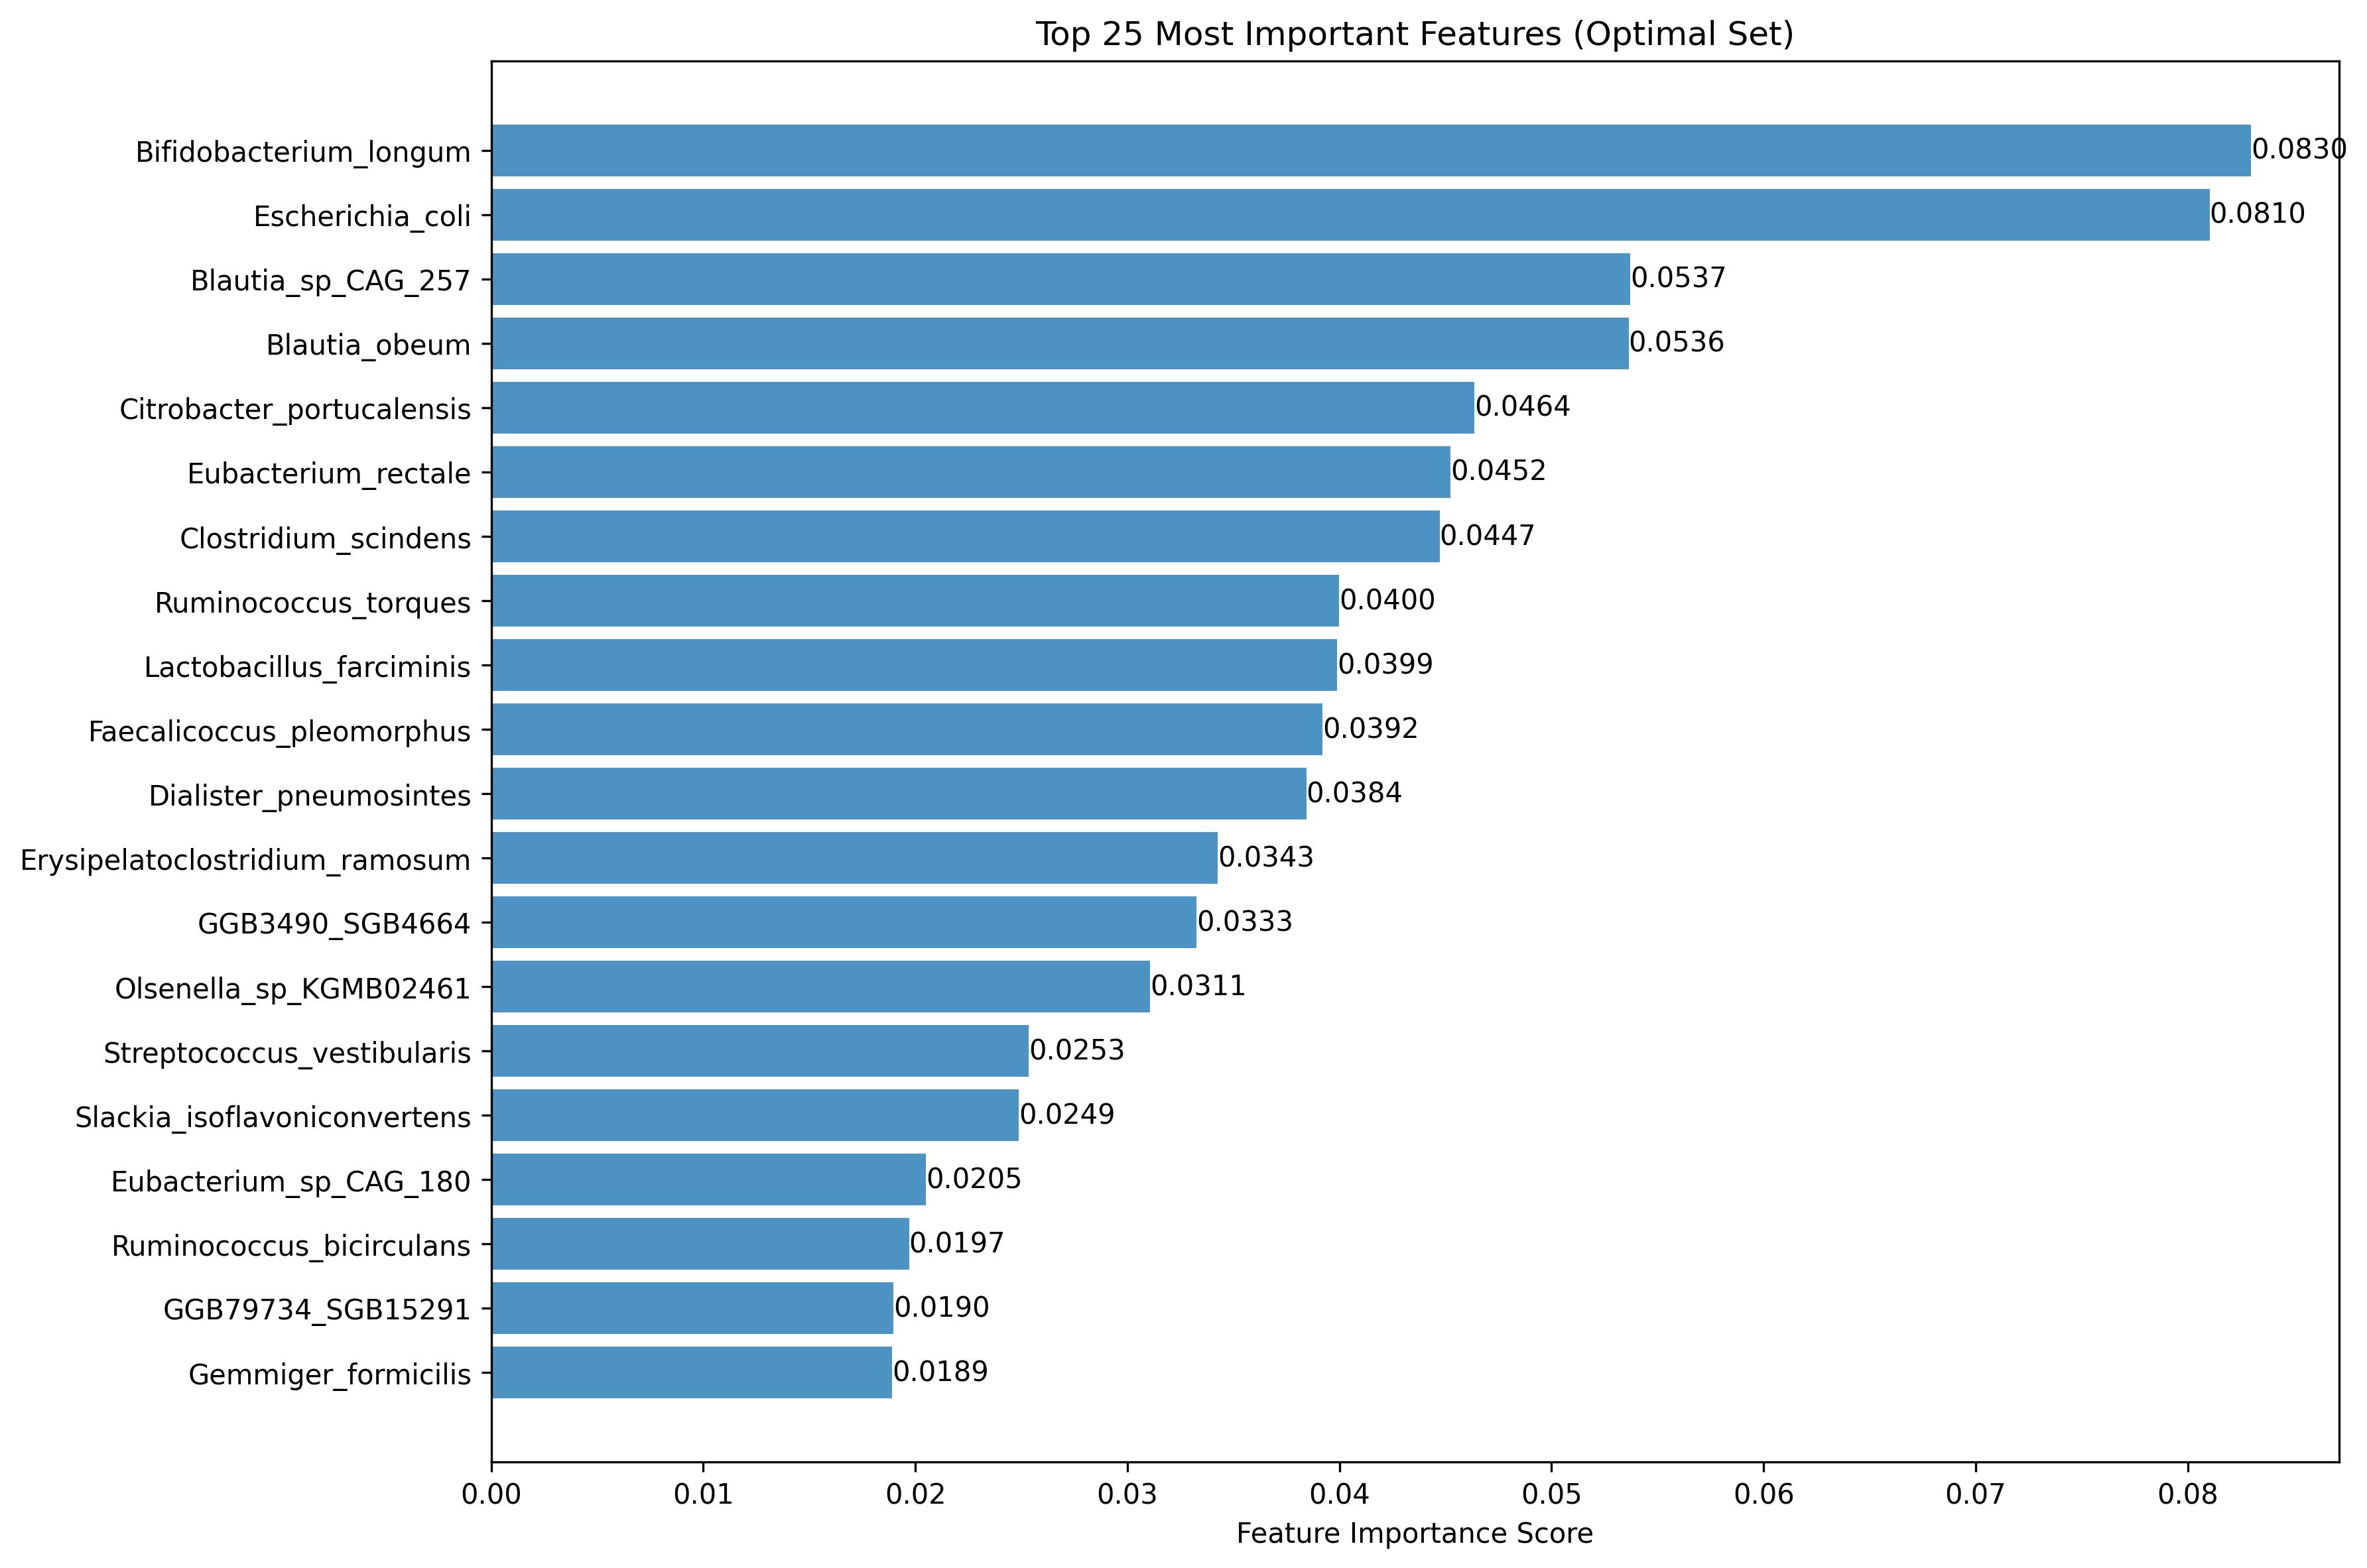 Top 25 Most Important Features (Optimal Set)
Bifidobacterium_longum 0.0830
Escherichia_coli 0.0810
Blautia_sp_CAG_257 0.0537
Blautia_obeum 0.0536
Citrobacter_portucalensis 0.0464
Eubacterium_rectale 0.0452
Clostridium_scindens 0.0447
Ruminococcus_torques 0.0400
Lactobacillus_farciminis 0.0399
Faecalicoccus_pleomorphus 0.0392
Dialister_pneumosintes 0.0384
Erysipelatoclostridium_ramosum 0.0343
GGB3490_SGB4664 0.0333
Olsenella_sp_KGMB02461 0.0311
Streptococcus_vestibularis 0.0253
Slackia_isoflavoniconvertens 0.0249
Eubacterium_sp_CAG_180 0.0205
Ruminococcus_bicirculans 0.0197
GGB79734_SGB15291 0.0190
Gemmiger_formicilis 0.0189
0.00 0.01 0.02 0.03 0.04 0.05 0.06 0.07 0.08
Feature Importance Score